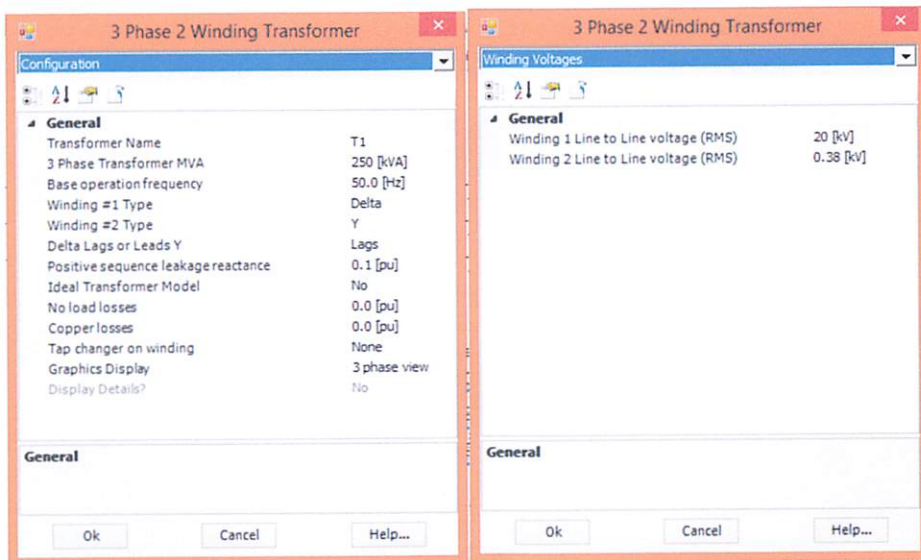 3 Phase 2 Winding Transformer
Configuration
General
Transformer Name T1
3 Phase Transformer MVA 250 [kVA]
Base operation frequency 50.0 [Hz]
Winding #1 Type Delta
Winding #2 Type Y
Delta Lags or Leads Y Lags
Positive sequence leakage reactance 0.1 [pu]
Ideal Transformer Model No
No load losses 0.0 [pu]
Copper losses 0.0 [pu]
Tap changer on winding None
Graphics Display 3 phase view
Display Details? No
General
Ok Cancel Help...
3 Phase 2 Winding Transformer
Winding Voltages
General
Winding 1 Line to Line voltage (RMS) 20 [kV]
Winding 2 Line to Line voltage (RMS) 0.38 [kV]
General
Ok Cancel Help...